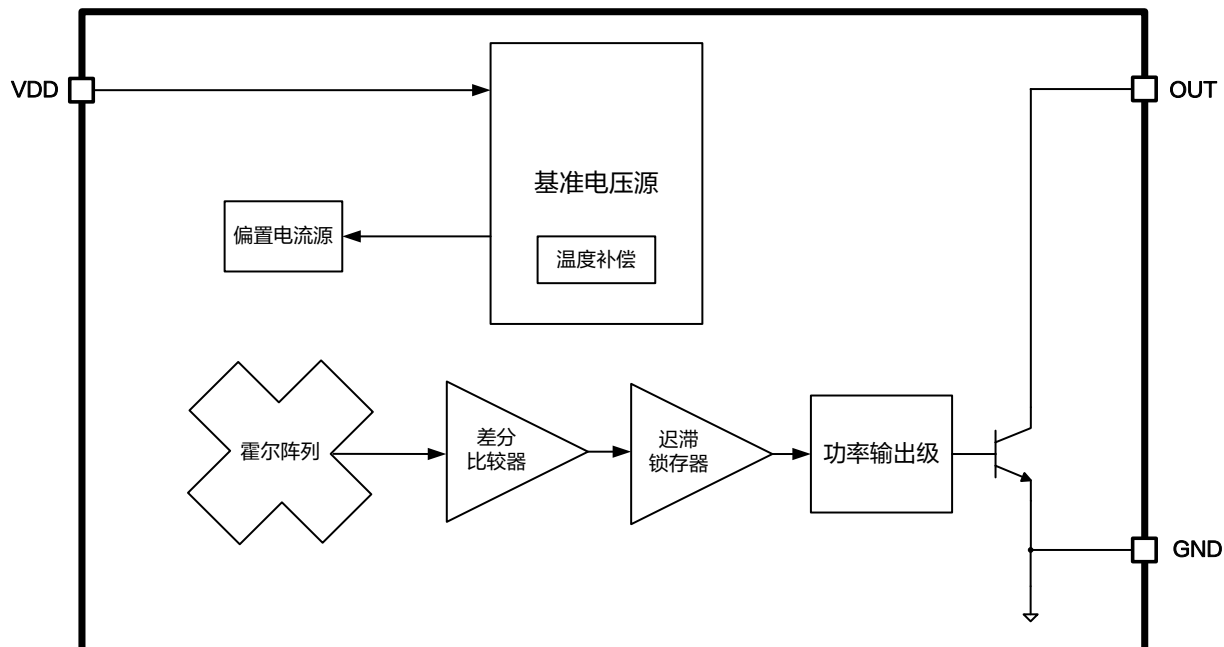 VDD
OUT
基准电压源
偏置电流源
温度补偿
霍尔阵列
差分
比较器
迟滞
锁存器
功率输出级
GND